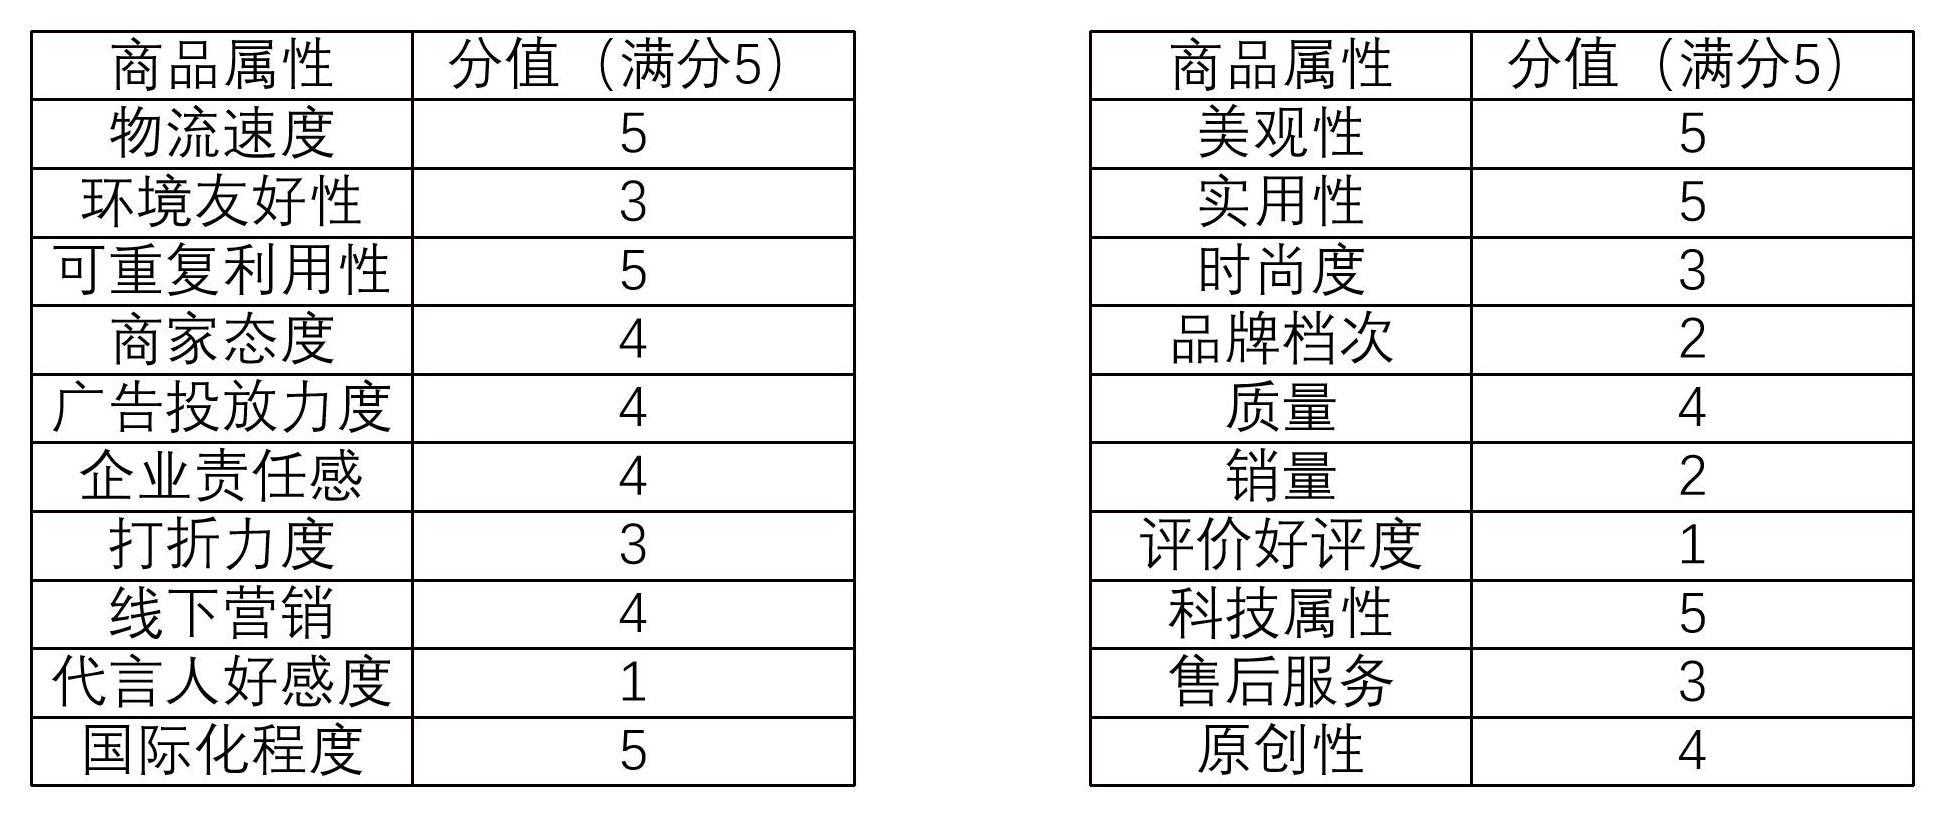 商品属性 分值（满分5）
物流速度 5
环境友好性 3
可重复利用性 5
商家态度 4
广告投放力度 4
企业责任感 4
打折力度 3
线下营销 4
代言人好感度 1
国际化程度 5
商品属性 分值（满分5）
美观性 5
实用性 5
时尚度 3
品牌档次 2
质量 4
销量 2
评价好评度 1
科技属性 5
售后服务 3
原创性 4